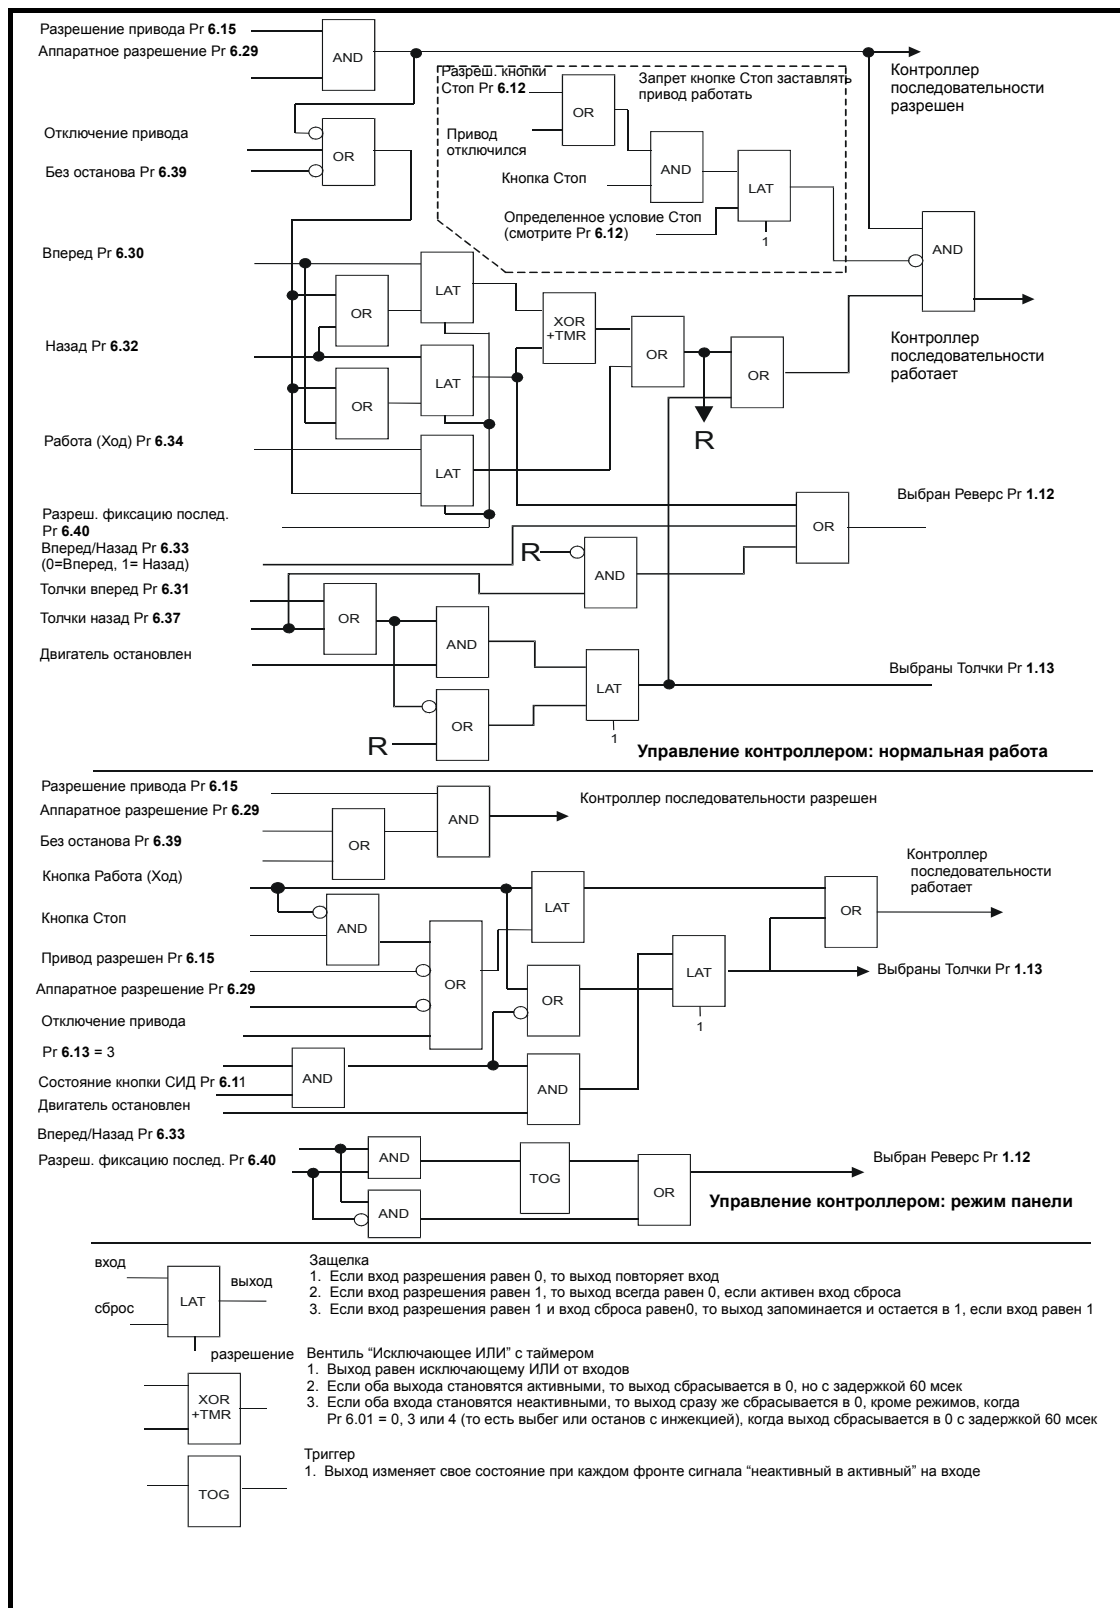 Разрешение привода Pr 6.15
Аппаратное разрешение Pr 6.29
AND
Контроллер
последовательности
разрешен
Разреш. кнопки
Стоп Pr 6.12
Запрет кнопке Стоп заставлять
привод работать
OR
Отключение привода
Привод
отключился
OR
Без останова Pr 6.39
AND
Кнопка Стоп
LAT
Определенное условие Стоп
(смотрите Pr 6.12)
1
AND
Вперед Pr 6.30
LAT
OR
XOR
+TMR
Назад Pr 6.32
Контроллер
последовательности
работает
OR
OR
LAT
OR
R
Работа (Ход) Pr 6.34
LAT
Выбран Реверс Pr 1.12
Разреш. фиксацию послед.
Pr 6.40
OR
Вперед/Назад Pr 6.33
(0=Вперед, 1= Назад)
R
AND
Толчки вперед Pr 6.31
OR
Толчки назад Pr 6.37
AND
Двигатель остановлен
Выбраны Толчки Pr 1.13
LAT
OR
1
R
Управление контроллером: нормальная работа
Разрешение привода Pr 6.15
Аппаратное разрешение Pr 6.29
Контроллер последовательности разрешен
AND
Без останова Pr 6.39
OR
Контроллер
последовательности
работает
Кнопка Работа (Ход)
LAT
OR
Кнопка Стоп
AND
Привод разрешен Pr 6.15
LAT
Выбраны Толчки Pr 1.13
OR
Аппаратное разрешение Pr 6.29
OR
Отключение привода
1
Pr 6.13 = 3
AND
Состояние кнопки СИД Pr 6.11
AND
Двигатель остановлен
Вперед/Назад Pr 6.33
Разреш. фиксацию послед. Pr 6.40
AND
Выбран Реверс Pr 1.12
TOG
OR
AND
Управление контроллером: режим панели
вход
выход
LAT
сброс
разрешение
Защелка
1. Если вход разрешения равен 0, то выход повторяет вход
2. Если вход разрешения равен 1, то выход всегда равен 0, если активен вход сброса
3. Если вход разрешения равен 1 и вход сброса равен0, то выход запоминается и остается в 1, если вход равен 1
XOR
+TMR
Вентиль “Исключающее ИЛИ” с таймером
1. Выход равен исключающему ИЛИ от входов
2. Если оба выхода становятся активными, то выход сбрасывается в 0, но с задержкой 60 мсек
3. Если оба входа становятся неактивными, то выход сразу же сбрасывается в 0, кроме режимов, когда
Pr 6.01 = 0, 3 или 4 (то есть выбег или останов с инжекцией), когда выход сбрасывается в 0 с задержкой 60 мсек
TOG
Триггер
1. Выход изменяет свое состояние при каждом фронте сигнала “неактивный в активный” на входе